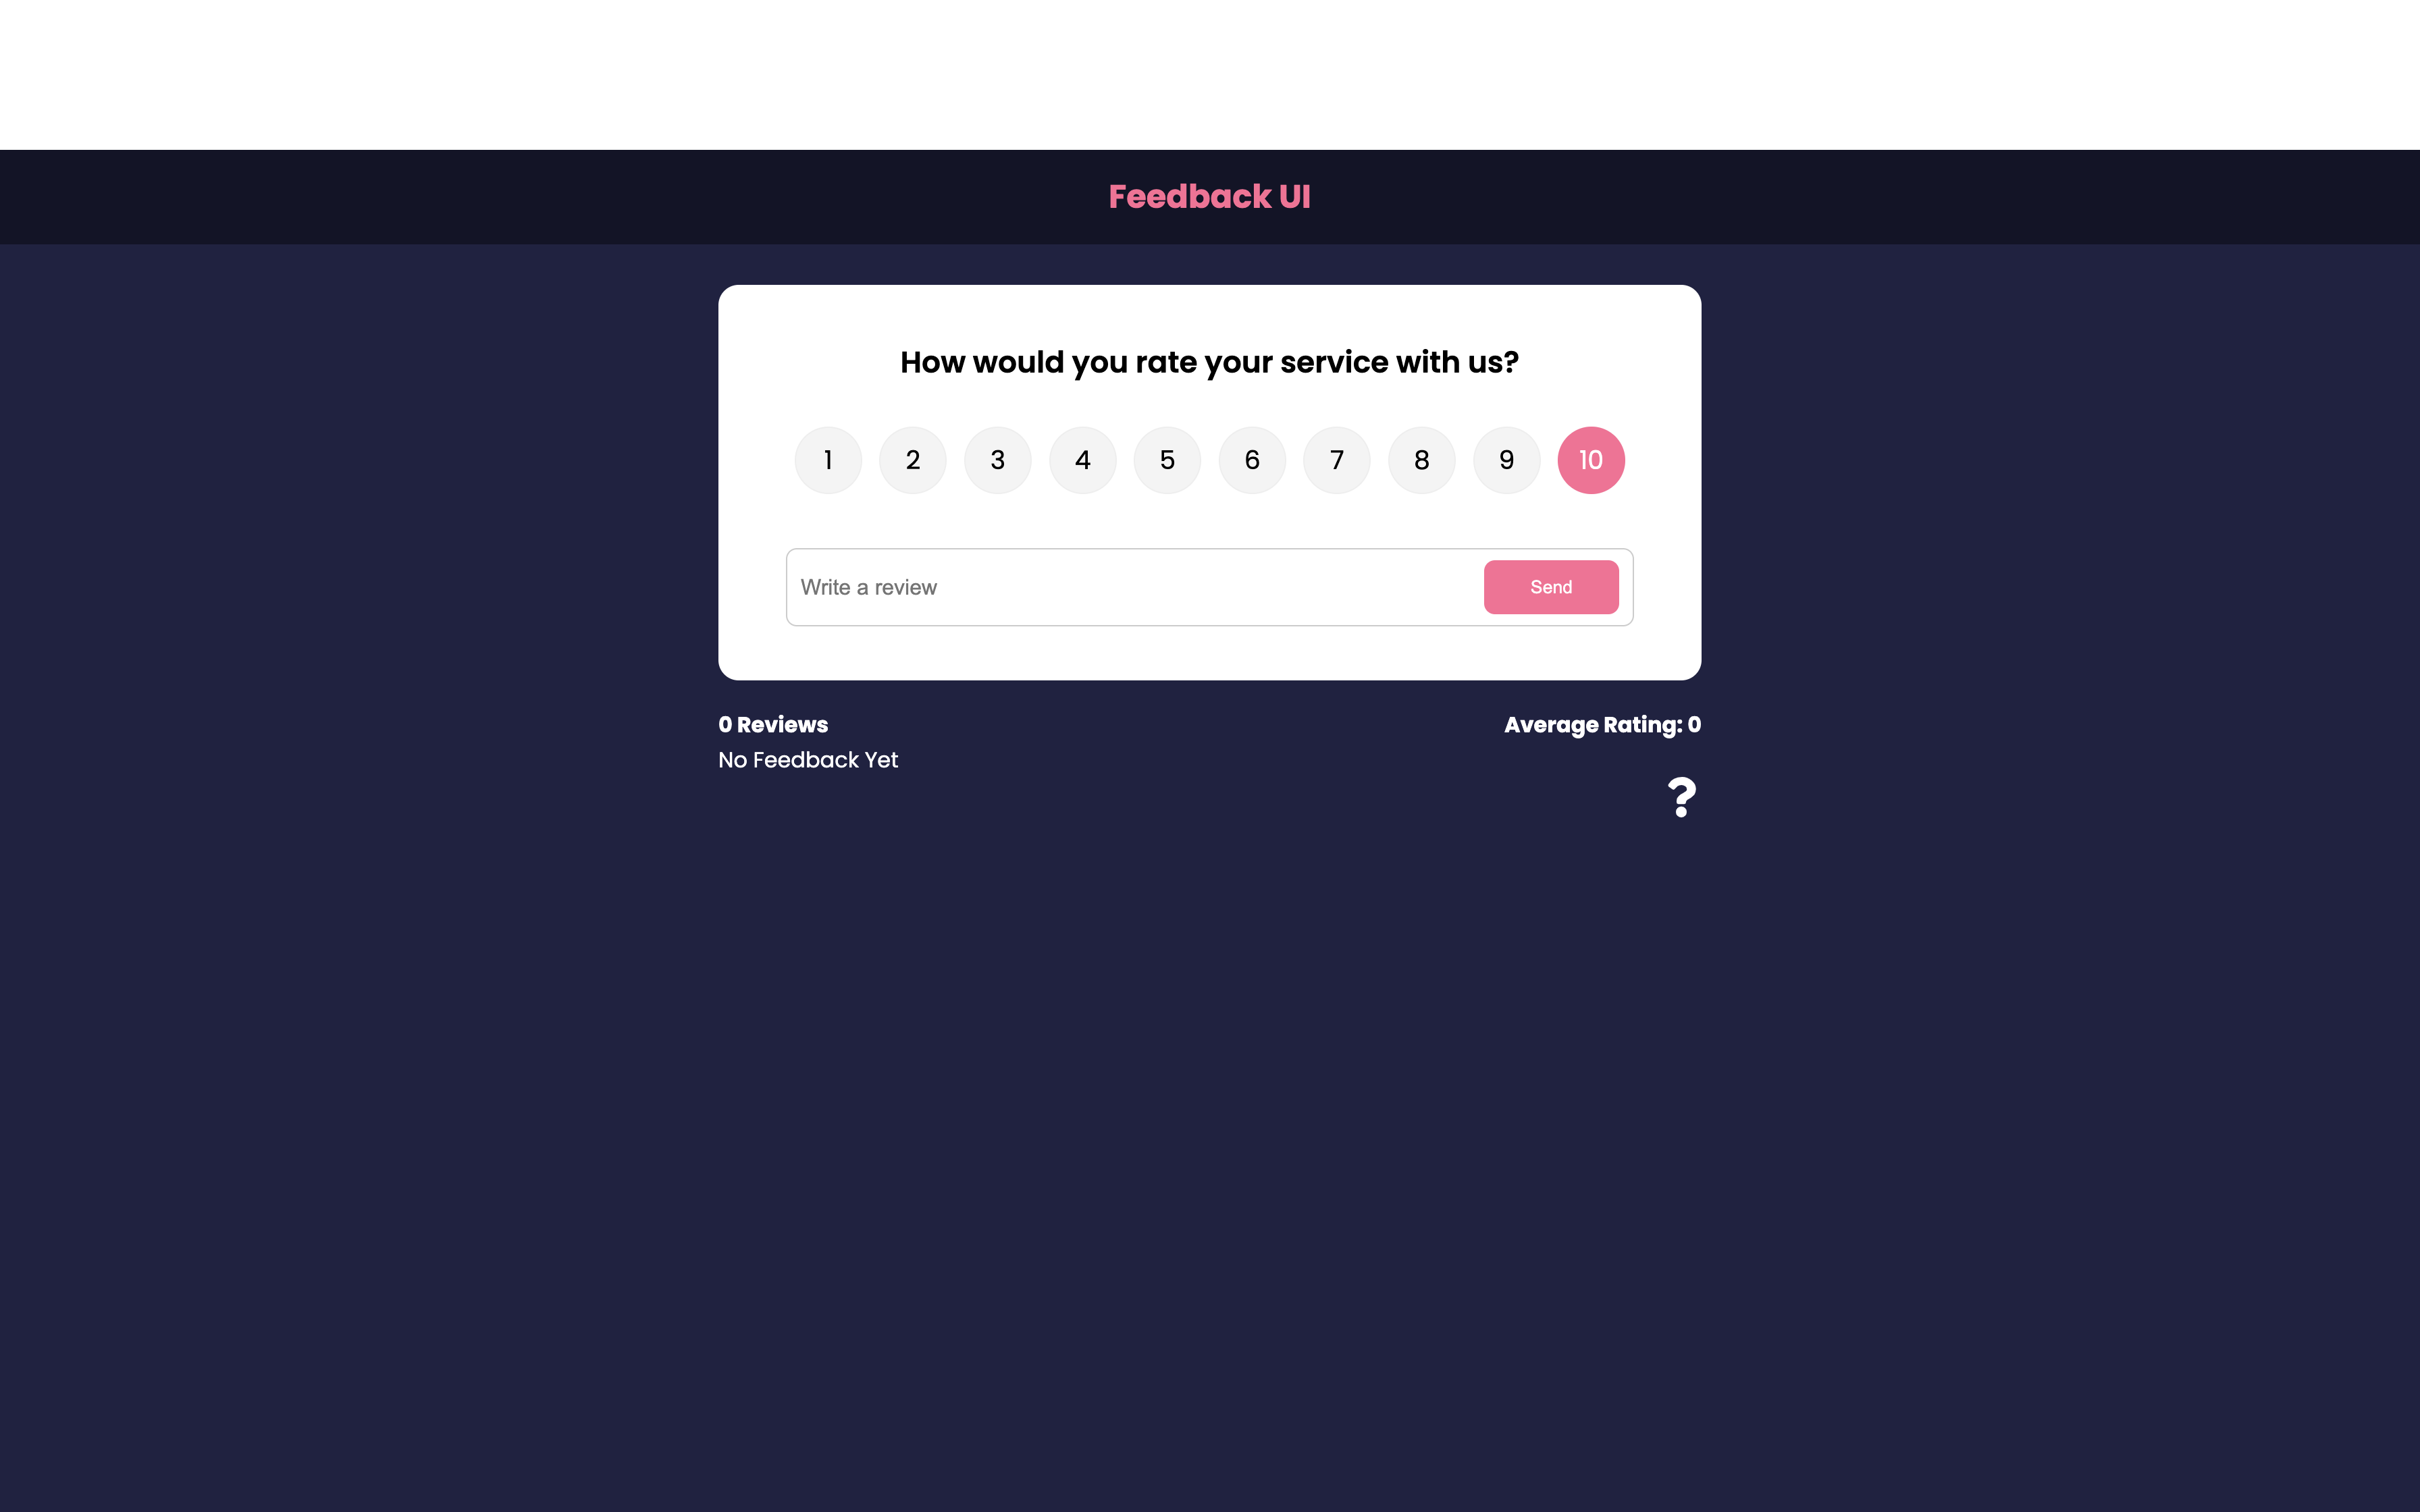 Feedback UI
How would you rate your service with us?
1 2 3 4 5 6 7 8 9 10
Write a review Send
0 Reviews Average Rating: 0
No Feedback Yet
?